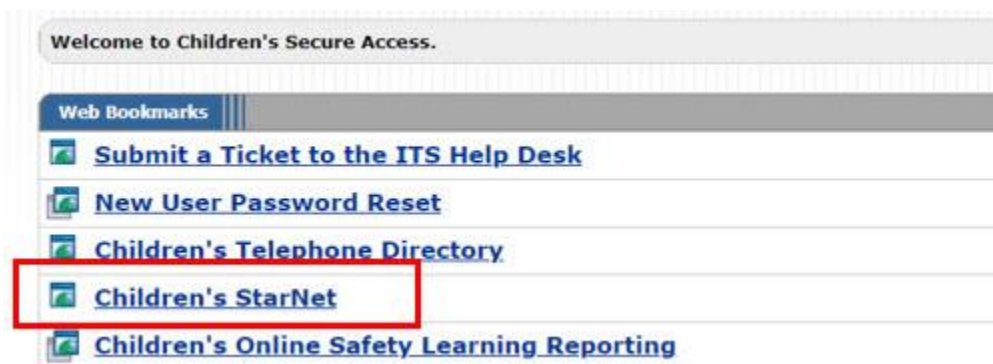 Welcome to Children's Secure Access.
Web Bookmarks
Submit a Ticket to the ITS Help Desk
New User Password Reset
Children's Telephone Directory
Children's StarNet
Children's Online Safety Learning Reporting